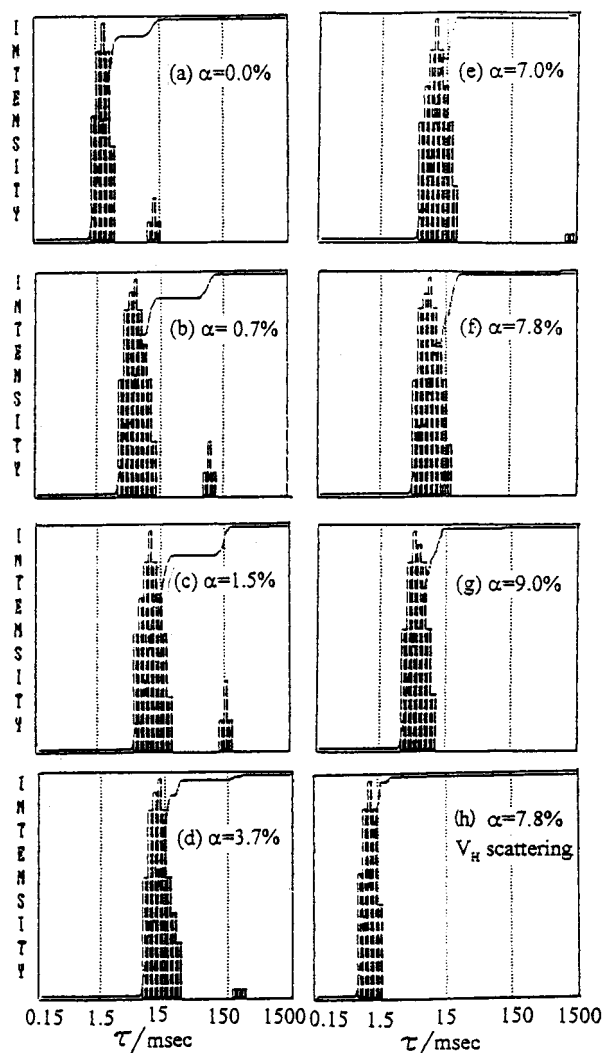 INTENSITY
(a) α=0.0%
(e) α=7.0%
INTENSITY
(b) α= 0.7%
(f) α=7.8%
INTENSITY
(c) α=1.5%
(g) α=9.0%
INTENSITY
(d) α=3.7%
(h) α=7.8%
V_H scattering
0.15 1.5 15 150 1500
τ/msec
0.15 1.5 15 150 1500
τ/msec